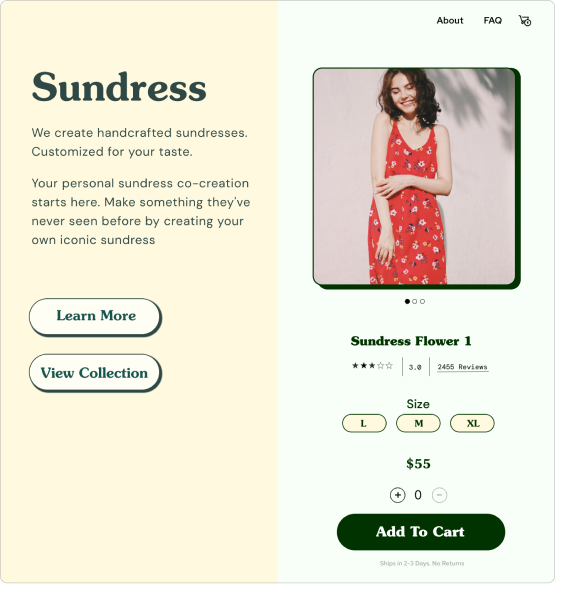 About FAQ
Sundress
We create handcrafted sundresses.
Customized for your taste.
Your personal sundress co-creation
starts here. Make something they've
never seen before by creating your
own iconic sundress
Learn More
View Collection
Sundress Flower 1
★★★☆☆ 3.0 2455 Reviews
Size
L M XL
$55
+ 0 −
Add To Cart
Ships in 2-3 Days. No Returns